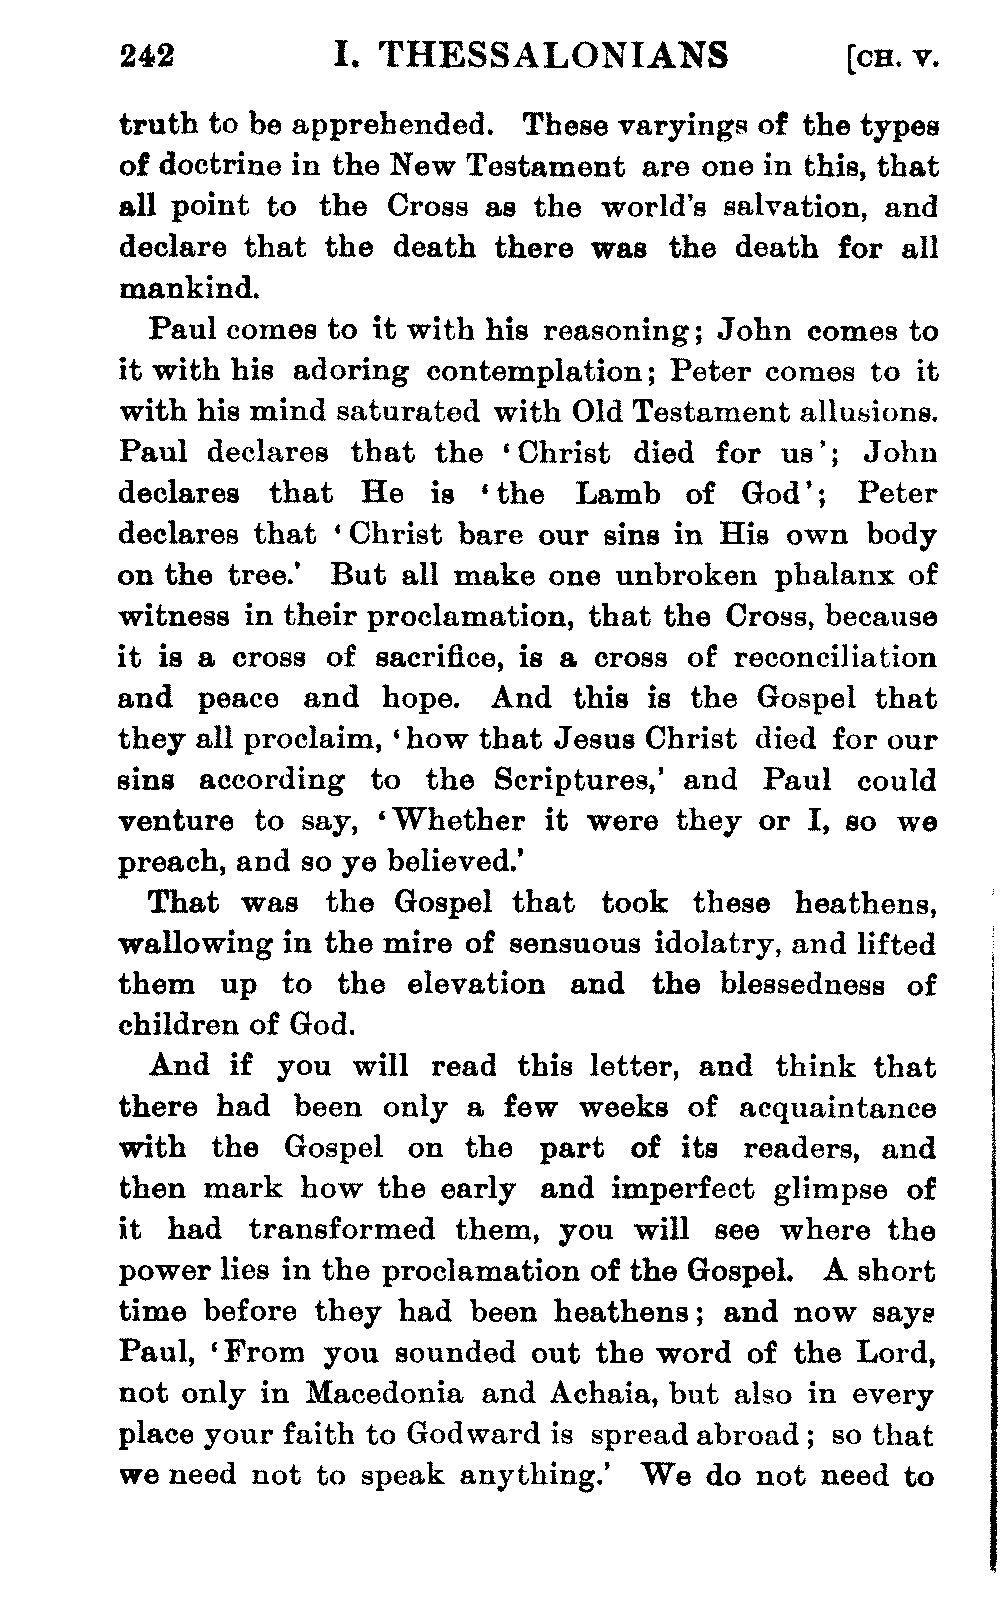 242 I. THESSALONIANS [CH. V.
truth to be apprehended. These varyings of the types
of doctrine in the New Testament are one in this, that
all point to the Cross as the world's salvation, and
declare that the death there was the death for all
mankind.
Paul comes to it with his reasoning; John comes to
it with his adoring contemplation; Peter comes to it
with his mind saturated with Old Testament allusions.
Paul declares that the 'Christ died for us'; John
declares that He is 'the Lamb of God'; Peter
declares that 'Christ bare our sins in His own body
on the tree.' But all make one unbroken phalanx of
witness in their proclamation, that the Cross, because
it is a cross of sacrifice, is a cross of reconciliation
and peace and hope. And this is the Gospel that
they all proclaim, 'how that Jesus Christ died for our
sins according to the Scriptures,' and Paul could
venture to say, 'Whether it were they or I, so we
preach, and so ye believed.'
That was the Gospel that took these heathens,
wallowing in the mire of sensuous idolatry, and lifted
them up to the elevation and the blessedness of
children of God.
And if you will read this letter, and think that
there had been only a few weeks of acquaintance
with the Gospel on the part of its readers, and
then mark how the early and imperfect glimpse of
it had transformed them, you will see where the
power lies in the proclamation of the Gospel. A short
time before they had been heathens; and now says
Paul, 'From you sounded out the word of the Lord,
not only in Macedonia and Achaia, but also in every
place your faith to Godward is spread abroad; so that
we need not to speak anything.' We do not need to